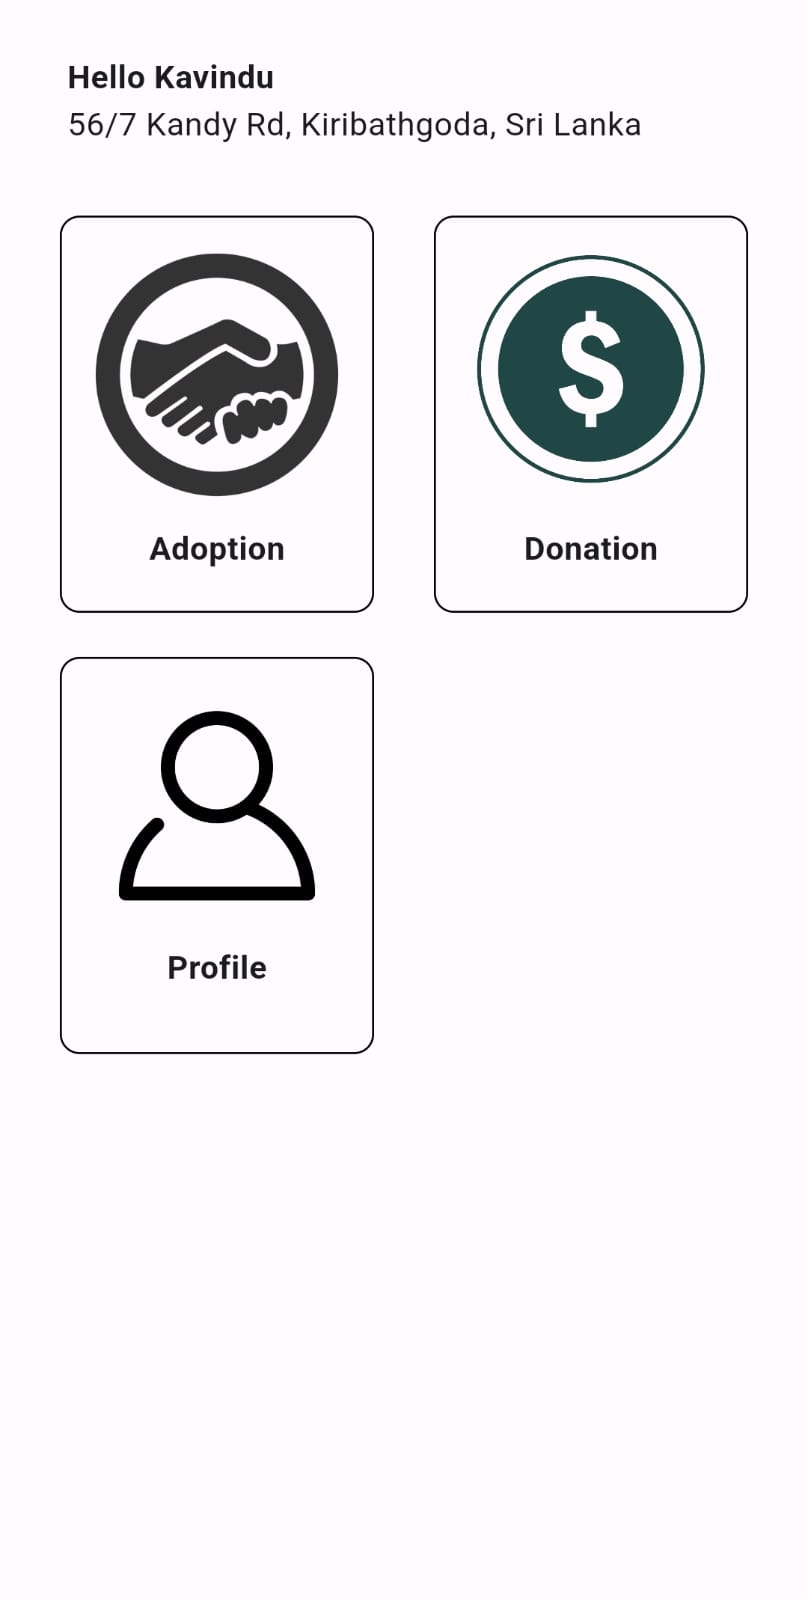 Hello Kavindu
56/7 Kandy Rd, Kiribathgoda, Sri Lanka
$
Adoption
Donation
Profile